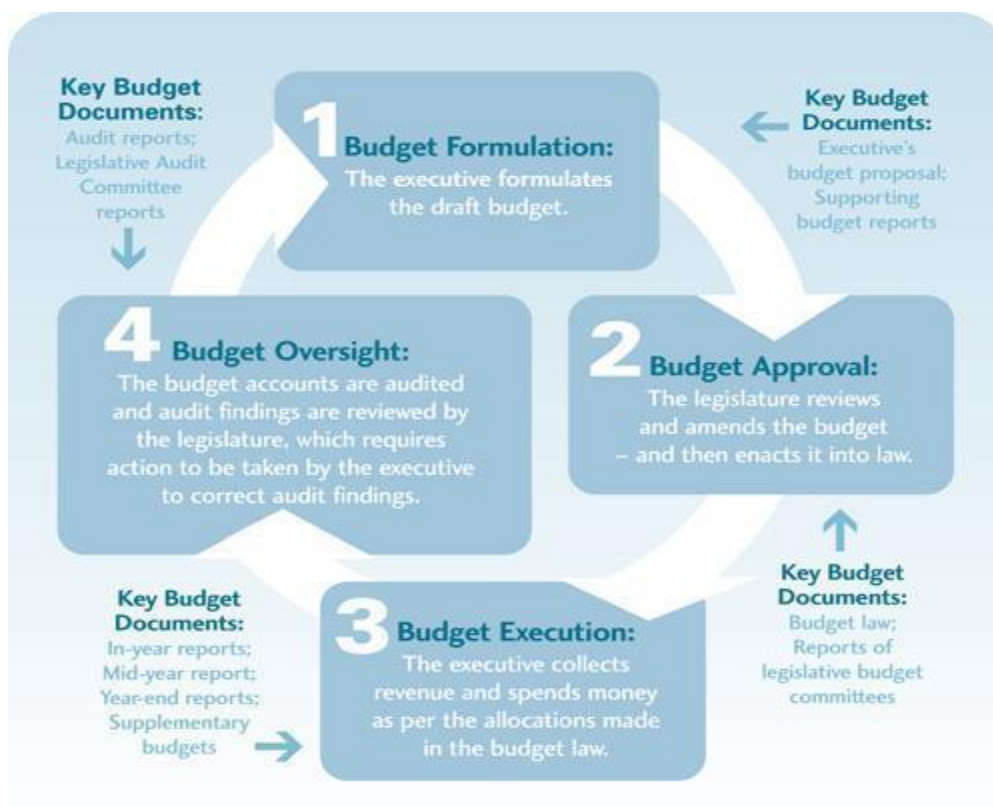 Key Budget
Documents:
Audit reports;
Legislative Audit
Committee
reports
1
Budget Formulation:
The executive formulates
the draft budget.
Key Budget
Documents:
Executive's
budget proposal;
Supporting
budget reports
2
Budget Approval:
The legislature reviews
and amends the budget
– and then enacts it into law.
Key Budget
Documents:
Budget law;
Reports of
legislative budget
committees
3
Budget Execution:
The executive collects
revenue and spends money
as per the allocations made
in the budget law.
Key Budget
Documents:
In-year reports;
Mid-year report;
Year-end reports;
Supplementary
budgets
4
Budget Oversight:
The budget accounts are audited
and audit findings are reviewed by
the legislature, which requires
action to be taken by the executive
to correct audit findings.